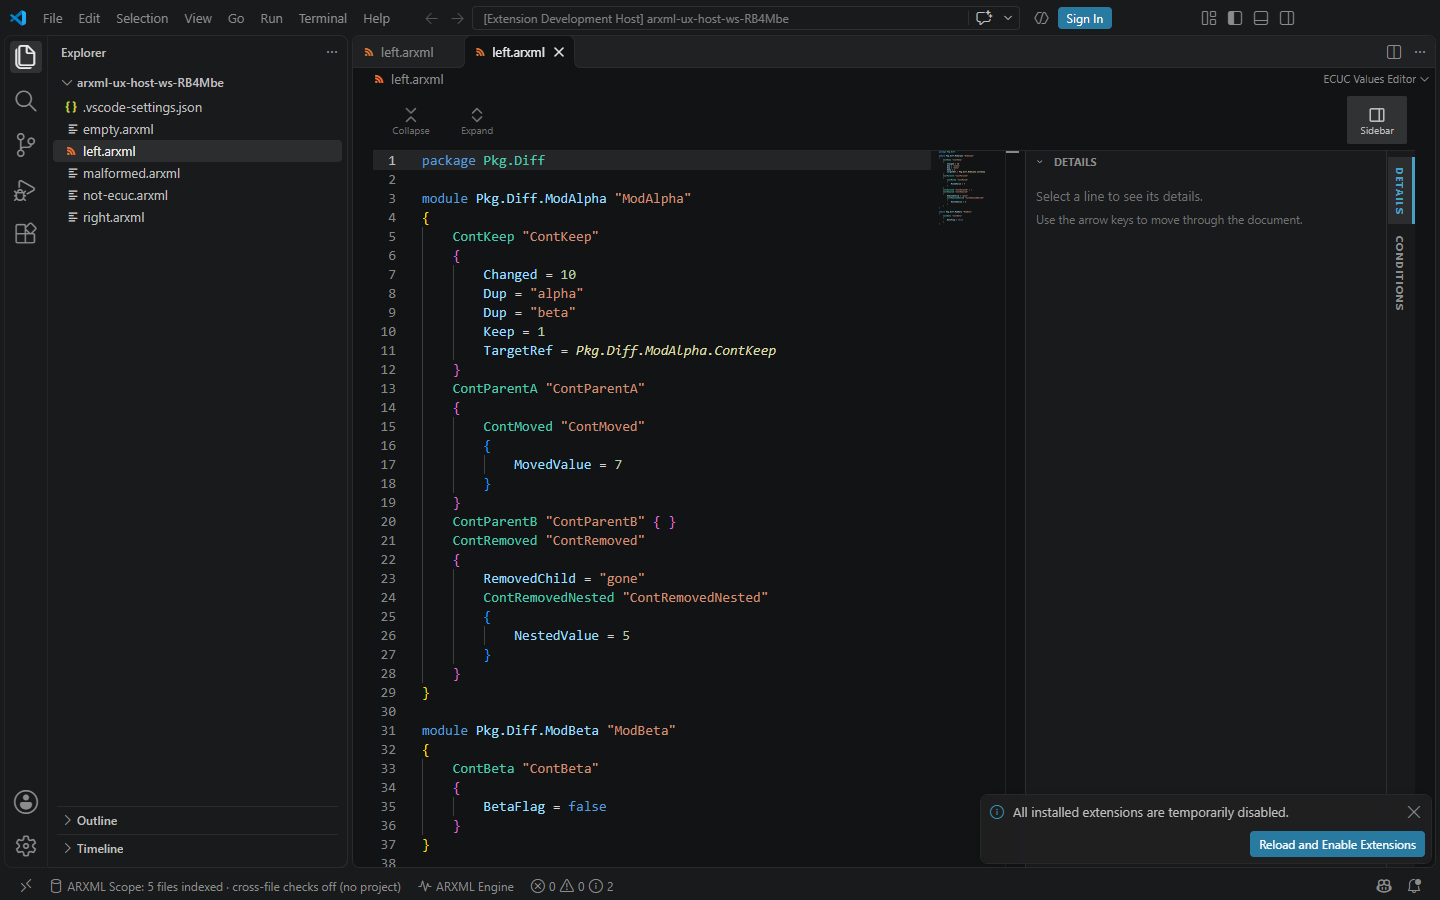 File Edit Selection View Go Run Terminal Help
[Extension Development Host] arxml-ux-host-ws-RB4Mbe
Sign In
Explorer
arxml-ux-host-ws-RB4Mbe
{} .vscode-settings.json
empty.arxml
left.arxml
malformed.arxml
not-ecuc.arxml
right.arxml
Outline
Timeline
left.arxml
left.arxml
left.arxml
ECUC Values Editor
Collapse
Expand
Sidebar
1 package Pkg.Diff
2
3 module Pkg.Diff.ModAlpha "ModAlpha"
4 {
5 ContKeep "ContKeep"
6 {
7 Changed = 10
8 Dup = "alpha"
9 Dup = "beta"
10 Keep = 1
11 TargetRef = Pkg.Diff.ModAlpha.ContKeep
12 }
13 ContParentA "ContParentA"
14 {
15 ContMoved "ContMoved"
16 {
17 MovedValue = 7
18 }
19 }
20 ContParentB "ContParentB" { }
21 ContRemoved "ContRemoved"
22 {
23 RemovedChild = "gone"
24 ContRemovedNested "ContRemovedNested"
25 {
26 NestedValue = 5
27 }
28 }
29 }
30
31 module Pkg.Diff.ModBeta "ModBeta"
32 {
33 ContBeta "ContBeta"
34 {
35 BetaFlag = false
36 }
37 }
38
DETAILS
Select a line to see its details.
Use the arrow keys to move through the document.
DETAILS
CONDITIONS
All installed extensions are temporarily disabled.
Reload and Enable Extensions
ARXML Scope: 5 files indexed · cross-file checks off (no project)
ARXML Engine
0 0 2